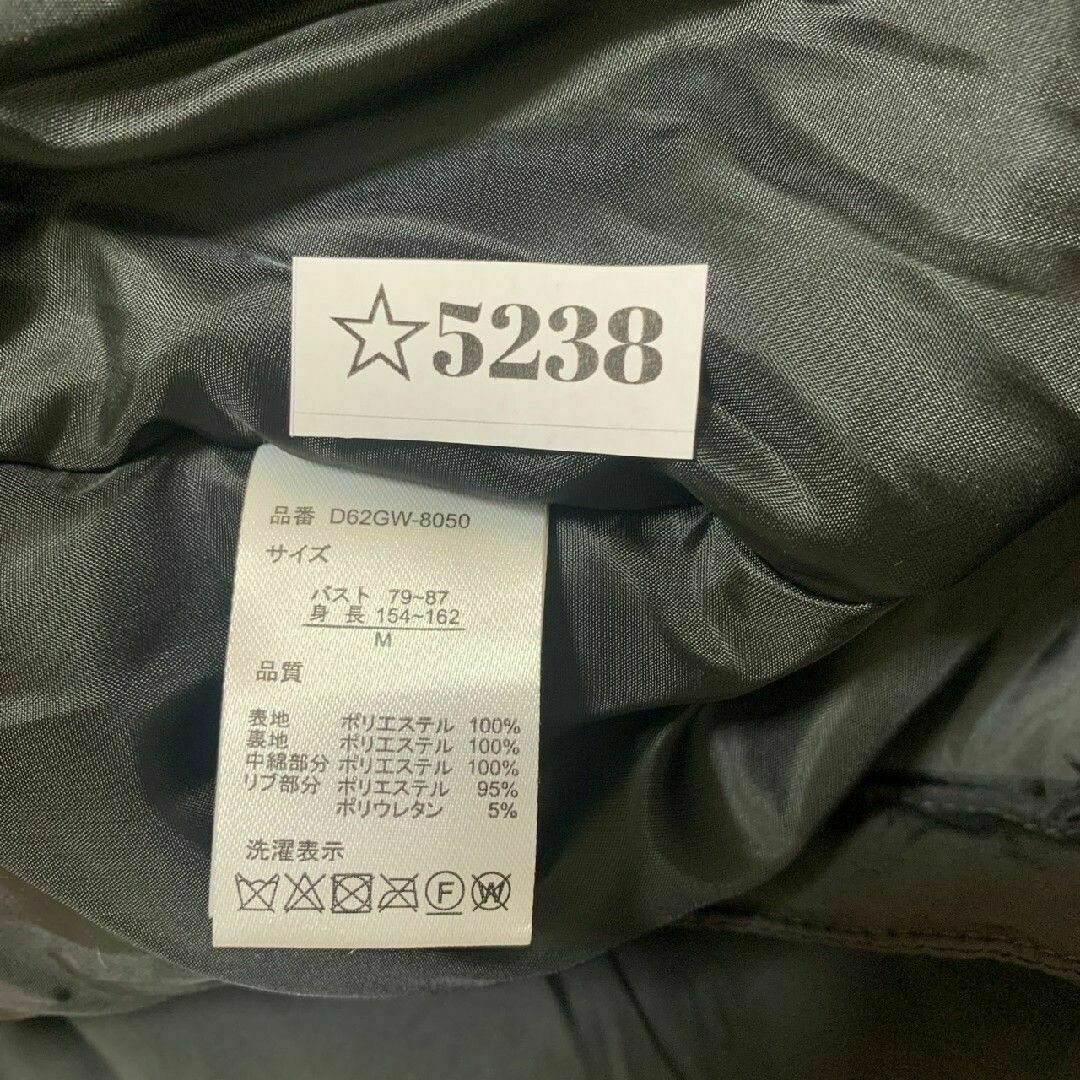 ☆5238
品番 D62GW-8050
サイズ
バスト 79~87
身長 154~162
M
品質
表地 ポリエステル 100%
裏地 ポリエステル 100%
中綿部分 ポリエステル 100%
リブ部分 ポリエステル 95%
ポリウレタン 5%
洗濯表示
F W